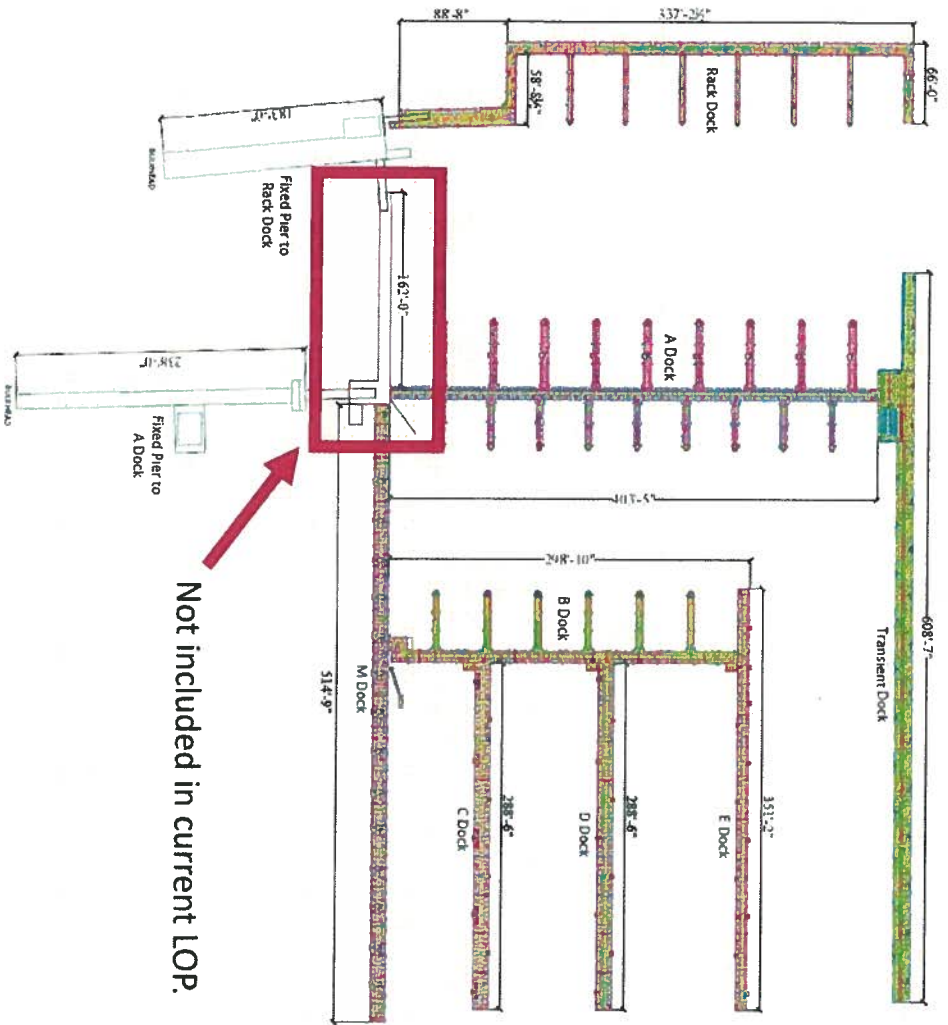 88'-8"
337'-2½"
66'-0"
58'-8½"
Rack Dock
183'-0"
BULKHEAD
Fixed Pier to
Rack Dock
162'-0"
A Dock
608'-7"
238'-0"
BULKHEAD
Fixed Pier to
A Dock
403'-5"
298'-10"
B Dock
Transient Dock
M Dock
514'-9"
288'-6"
C Dock
288'-6"
D Dock
351'-2"
E Dock
Not included in current LOP.